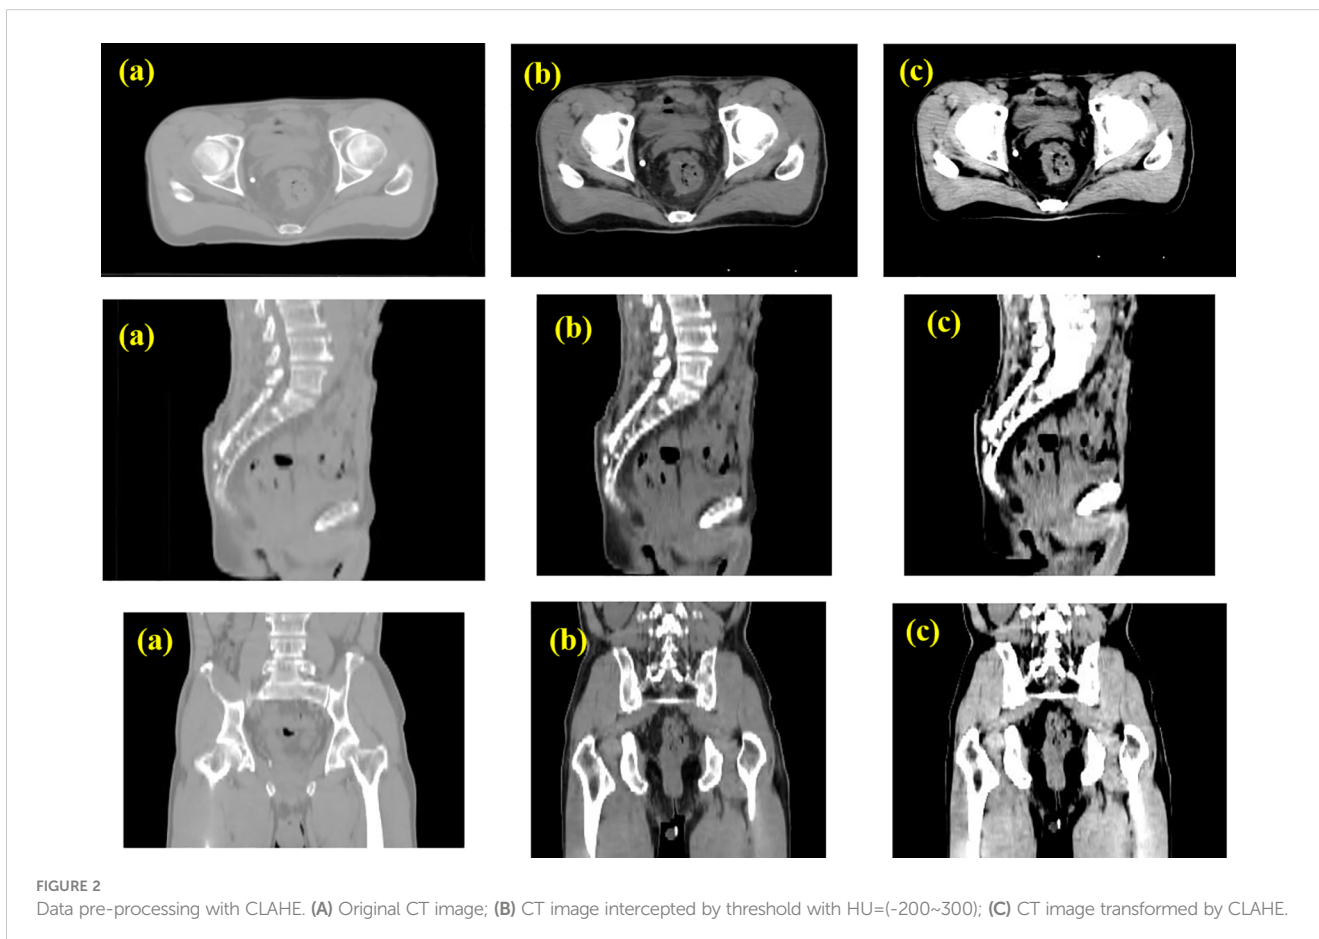 (a)
(b)
(c)
(a)
(b)
(c)
(a)
(b)
(c)
FIGURE 2
Data pre-processing with CLAHE. (A) Original CT image; (B) CT image intercepted by threshold with HU=(-200~300); (C) CT image transformed by CLAHE.